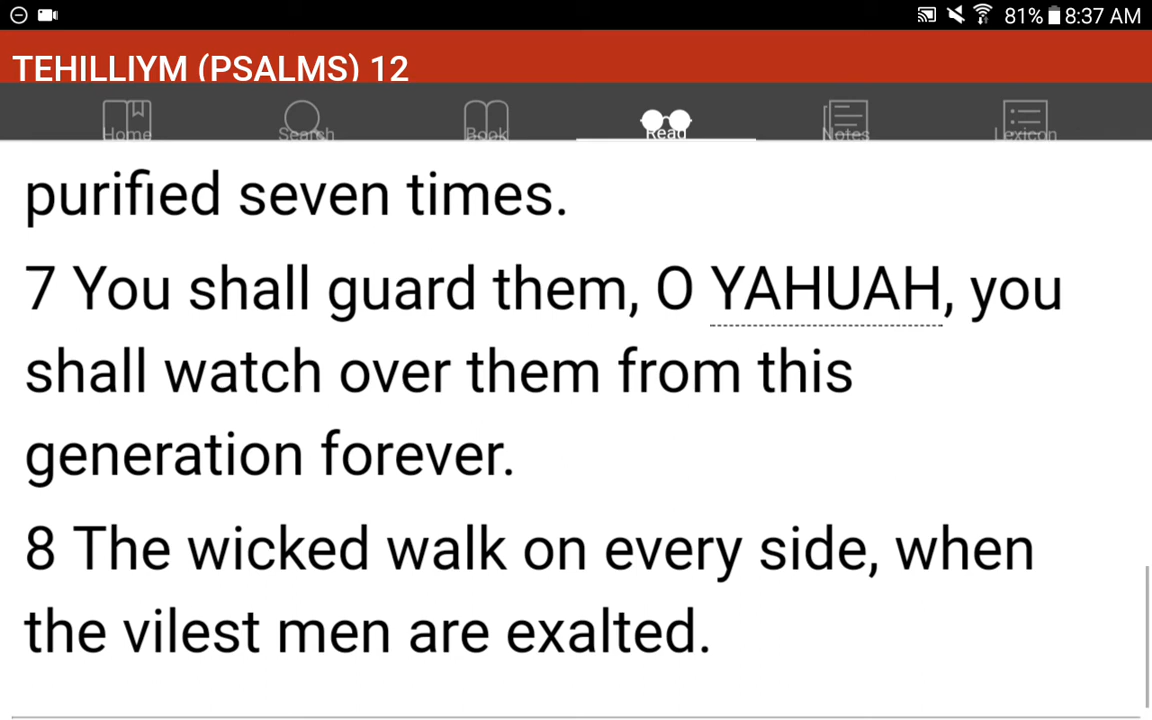 81% 8:37 AM
TEHILLIYM (PSALMS) 12
Home Search Book Read Notes Lexicon
purified seven times.
7 You shall guard them, O YAHUAH, you
shall watch over them from this
generation forever.
8 The wicked walk on every side, when
the vilest men are exalted.